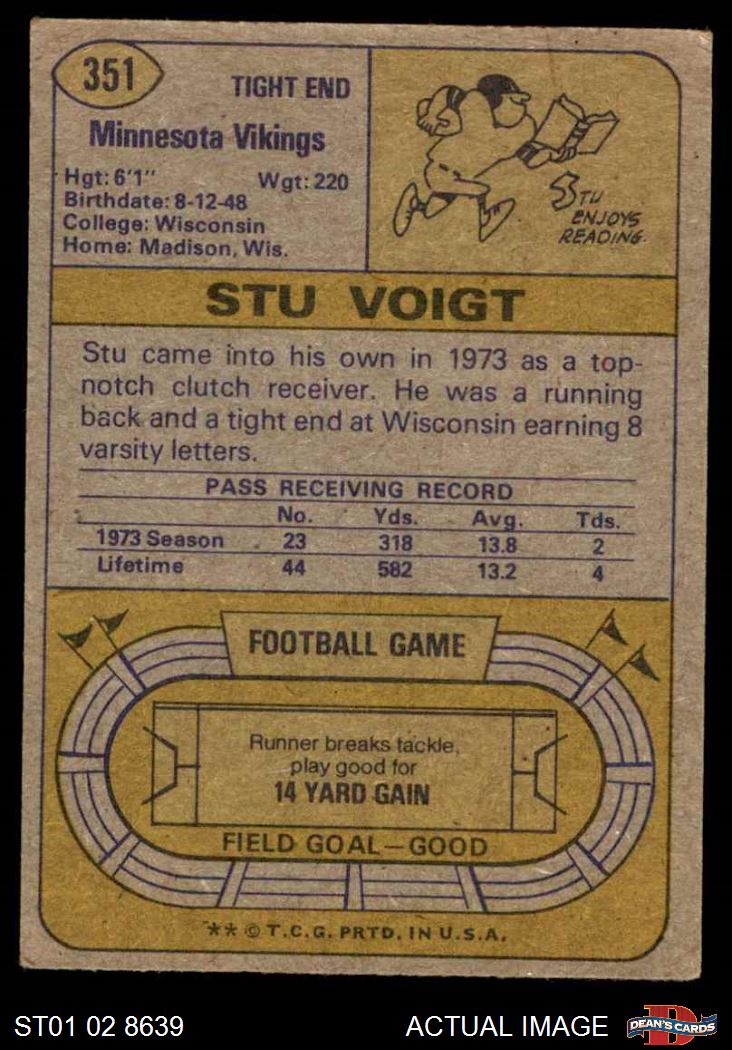 351
TIGHT END
Minnesota Vikings
Hgt: 6'1" Wgt: 220
Birthdate: 8-12-48
College: Wisconsin
Home: Madison, Wis.
STU
ENJOYS
READING.
STU VOIGT
Stu came into his own in 1973 as a top-
notch clutch receiver. He was a running
back and a tight end at Wisconsin earning 8
varsity letters.
PASS RECEIVING RECORD
No. Yds. Avg. Tds.
1973 Season 23 318 13.8 2
Lifetime 44 582 13.2 4
FOOTBALL GAME
Runner breaks tackle,
play good for
14 YARD GAIN
FIELD GOAL—GOOD
** © T.C.G. PRTD. IN U.S.A.
ST01 02 8639 ACTUAL IMAGE D DEAN'S CARDS